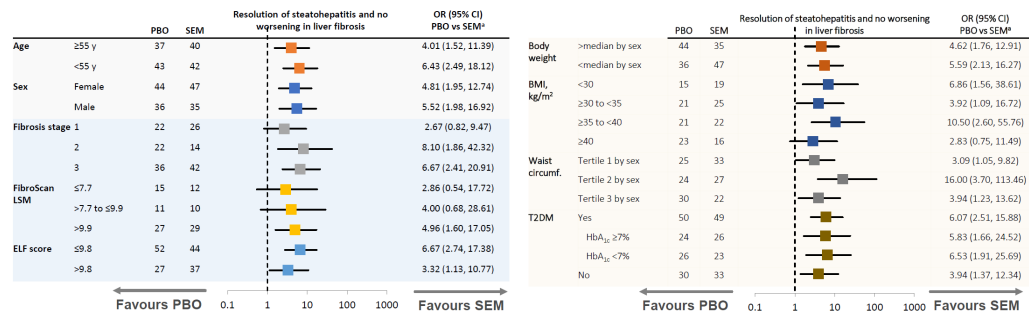 Resolution of steatohepatitis and no worsening in liver fibrosis
OR (95% CI)
PBO SEM PBO vs SEMᵃ
Age ≥55 y 37 40 4.01 (1.52, 11.39)
<55 y 43 42 6.43 (2.49, 18.12)
Sex Female 44 47 4.81 (1.95, 12.74)
Male 36 35 5.52 (1.98, 16.92)
Fibrosis stage 1 22 26 2.67 (0.82, 9.47)
2 22 14 8.10 (1.86, 42.32)
3 36 42 6.67 (2.41, 20.91)
FibroScan LSM ≤7.7 15 12 2.86 (0.54, 17.72)
>7.7 to ≤9.9 11 10 4.00 (0.68, 28.61)
>9.9 27 29 4.96 (1.60, 17.05)
ELF score ≤9.8 52 44 6.67 (2.74, 17.38)
>9.8 27 37 3.32 (1.13, 10.77)
Favours PBO 0.1 1 10 100 1000 Favours SEM
Resolution of steatohepatitis and no worsening in liver fibrosis
OR (95% CI)
PBO SEM PBO vs SEMᵃ
Body weight >median by sex 44 35 4.62 (1.76, 12.91)
<median by sex 36 47 5.59 (2.13, 16.27)
BMI, kg/m² <30 15 19 6.86 (1.56, 38.61)
≥30 to <35 21 25 3.92 (1.09, 16.72)
≥35 to <40 21 22 10.50 (2.60, 55.76)
≥40 23 16 2.83 (0.75, 11.49)
Waist circumf. Tertile 1 by sex 25 33 3.09 (1.05, 9.82)
Tertile 2 by sex 24 27 16.00 (3.70, 113.46)
Tertile 3 by sex 30 22 3.94 (1.23, 13.62)
T2DM Yes 50 49 6.07 (2.51, 15.88)
HbA₁c ≥7% 24 26 5.83 (1.66, 24.52)
HbA₁c <7% 26 23 6.53 (1.91, 25.69)
No 30 33 3.94 (1.37, 12.34)
Favours PBO 0.1 1 10 100 1000 Favours SEM